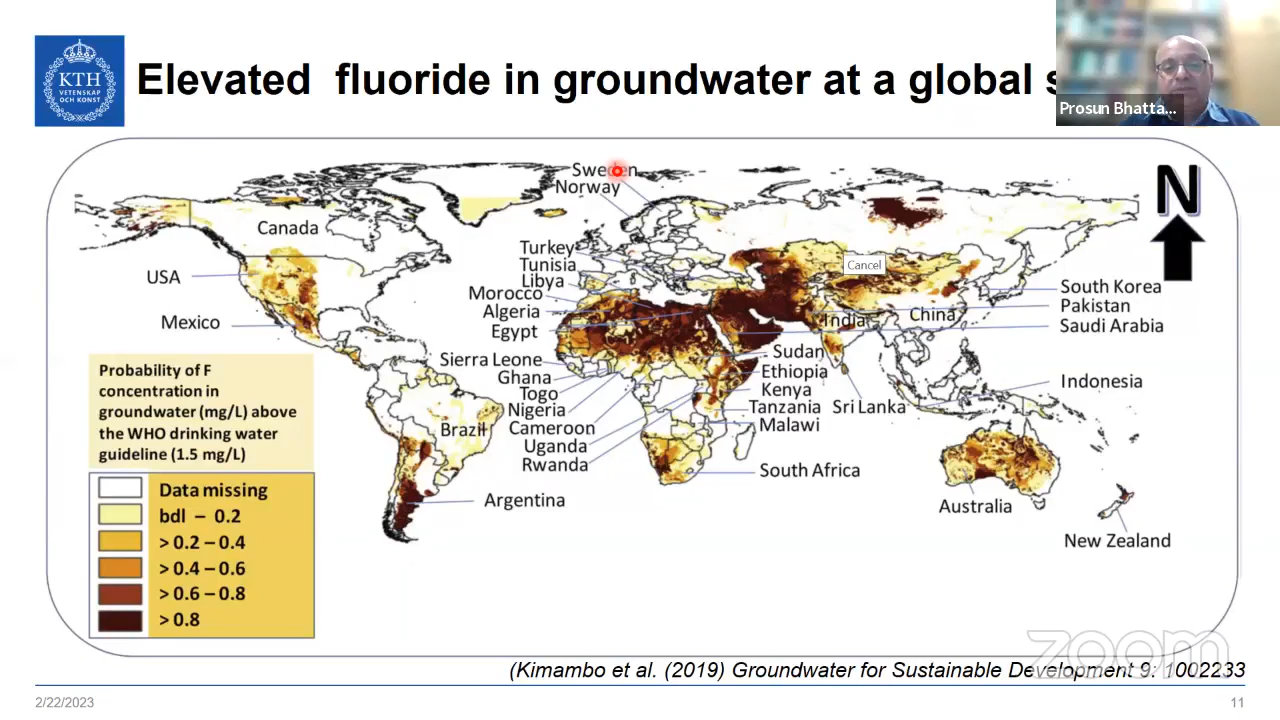 KTH
VETENSKAP
OCH KONST
Elevated fluoride in groundwater at a global
Prosun Bhatta...
N
Sweden
Norway
Canada
Turkey
Tunisia
Libya
Morocco
Algeria
Egypt
USA
Mexico
Cancel
South Korea
Pakistan
Saudi Arabia
India
China
Sierra Leone
Ghana
Togo
Nigeria
Cameroon
Uganda
Rwanda
Sudan
Ethiopia
Kenya
Tanzania
Malawi
Sri Lanka
Indonesia
Brazil
South Africa
Argentina
Australia
New Zealand
Probability of F
concentration in
groundwater (mg/L) above
the WHO drinking water
guideline (1.5 mg/L)
Data missing
bdl – 0.2
> 0.2 – 0.4
> 0.4 – 0.6
> 0.6 – 0.8
> 0.8
zoom
(Kimambo et al. (2019) Groundwater for Sustainable Development 9: 1002233
2/22/2023
11